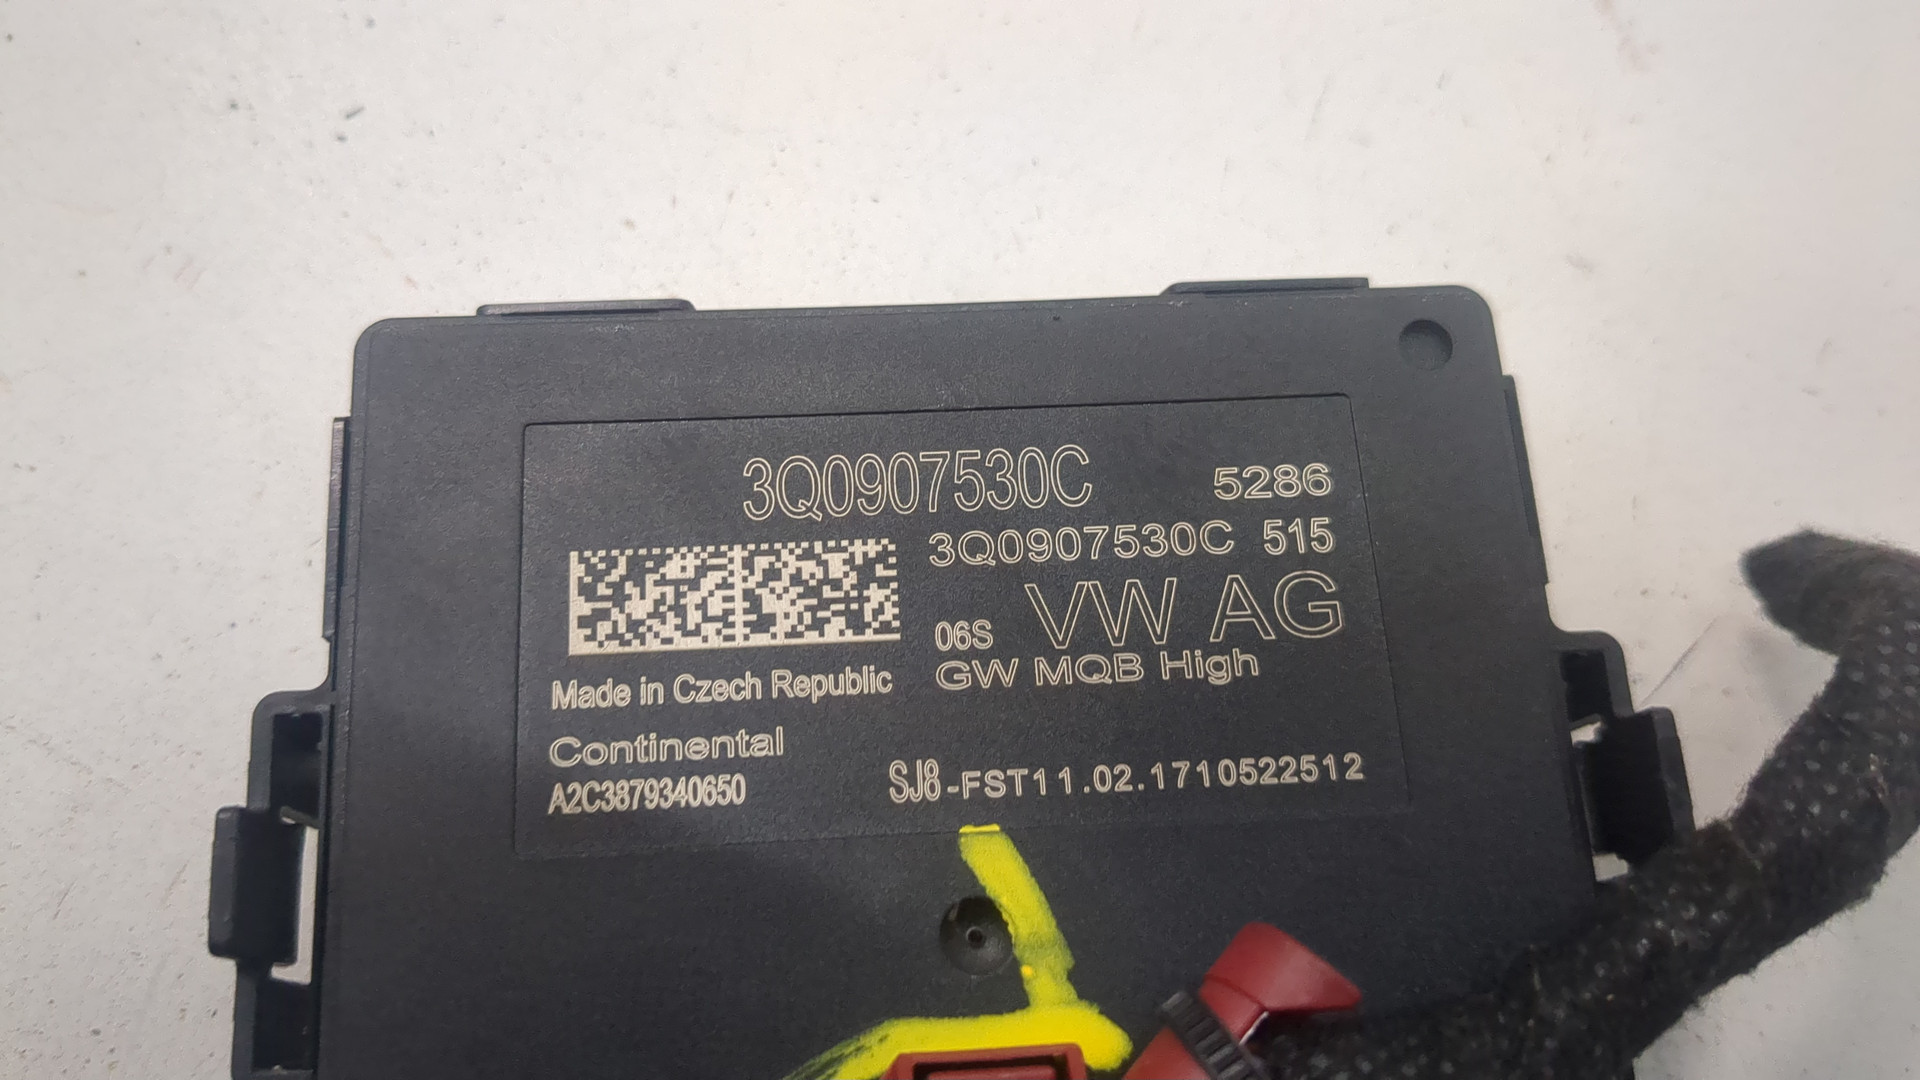 3Q0907530C
5286
3Q0907530C 515
06S VW AG
GW MQB High
Made in Czech Republic
Continental
A2C3879340650
SJ8-FST11.02.1710522512